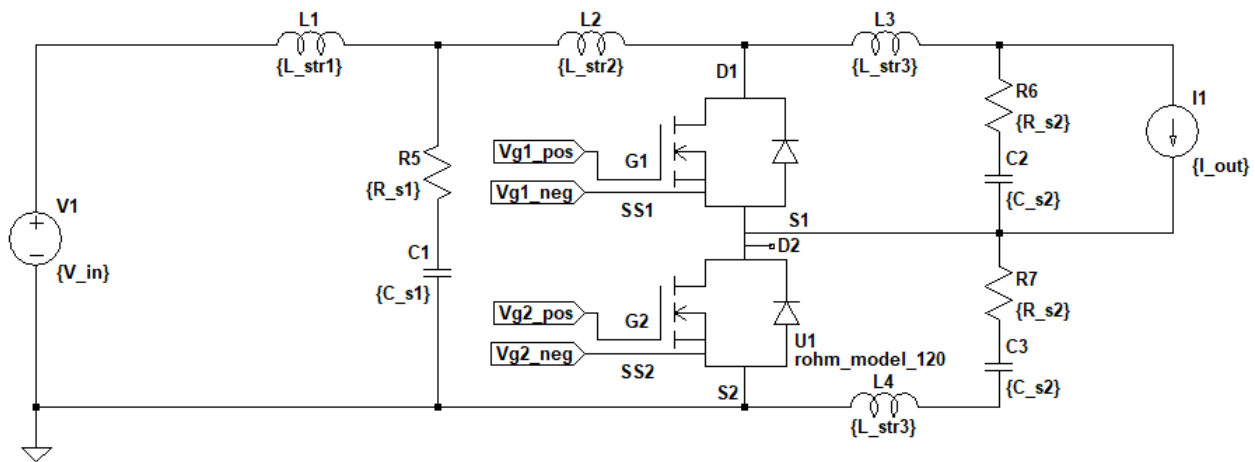 L1
{L_str1}
L2
{L_str2}
L3
{L_str3}
D1
R6
{R_s2}
I1
{I_out}
C2
{C_s2}
Vg1_pos
G1
Vg1_neg
SS1
R5
{R_s1}
V1
+
−
{V_in}
S1
D2
C1
{C_s1}
R7
{R_s2}
Vg2_pos
G2
Vg2_neg
SS2
U1
rohm_model_120
C3
{C_s2}
S2
L4
{L_str3}